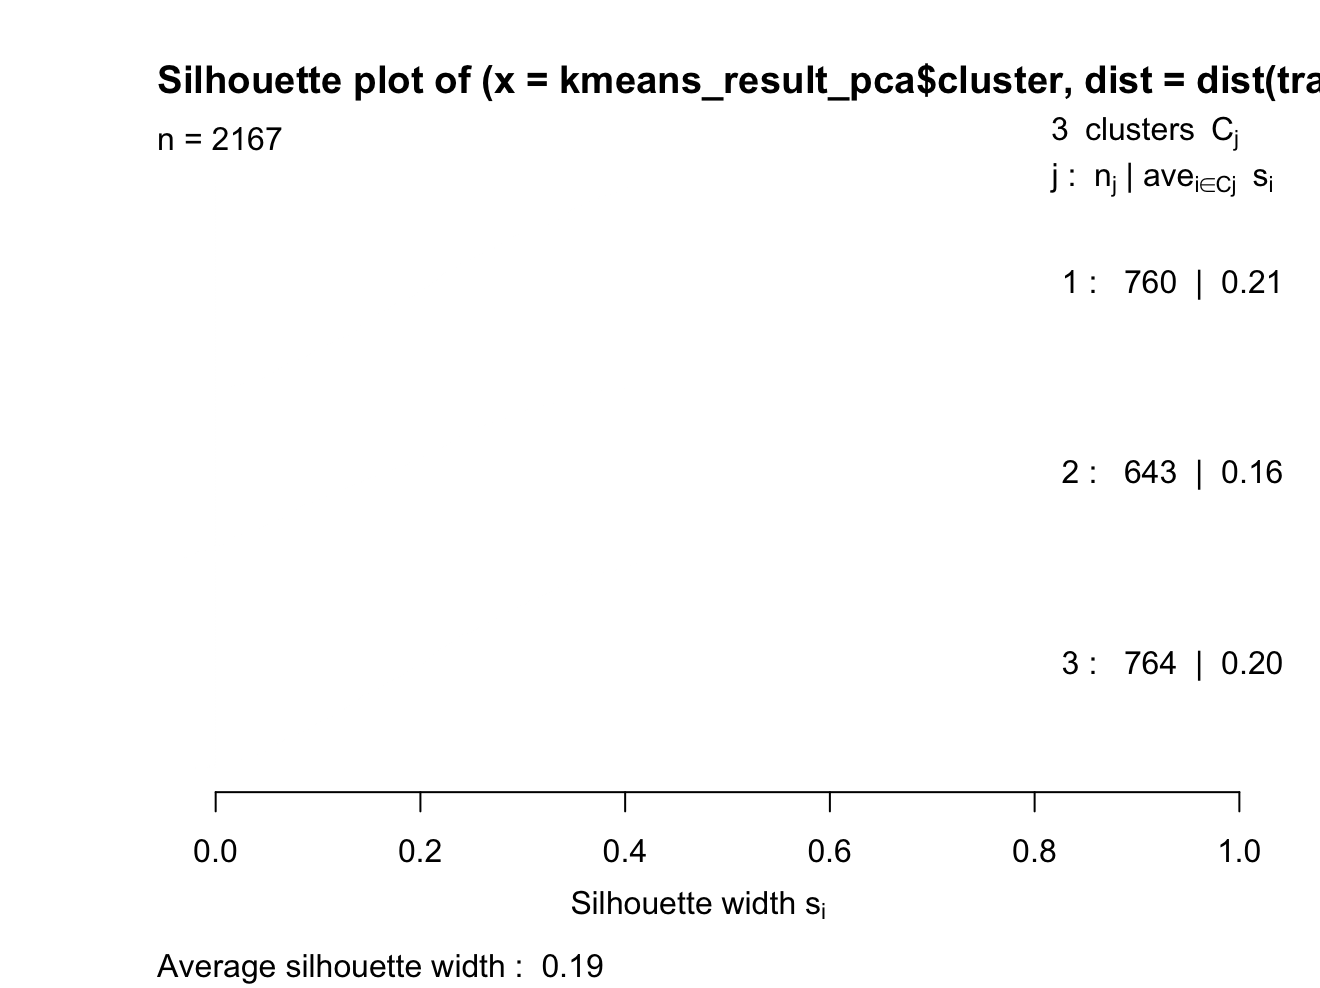 Silhouette plot of (x = kmeans_result_pca$cluster, dist = dist(tra
n = 2167
3 clusters Cj
j : nj | avei∈Cj si
1 : 760 | 0.21
2 : 643 | 0.16
3 : 764 | 0.20
0.0 0.2 0.4 0.6 0.8 1.0
Silhouette width si
Average silhouette width : 0.19